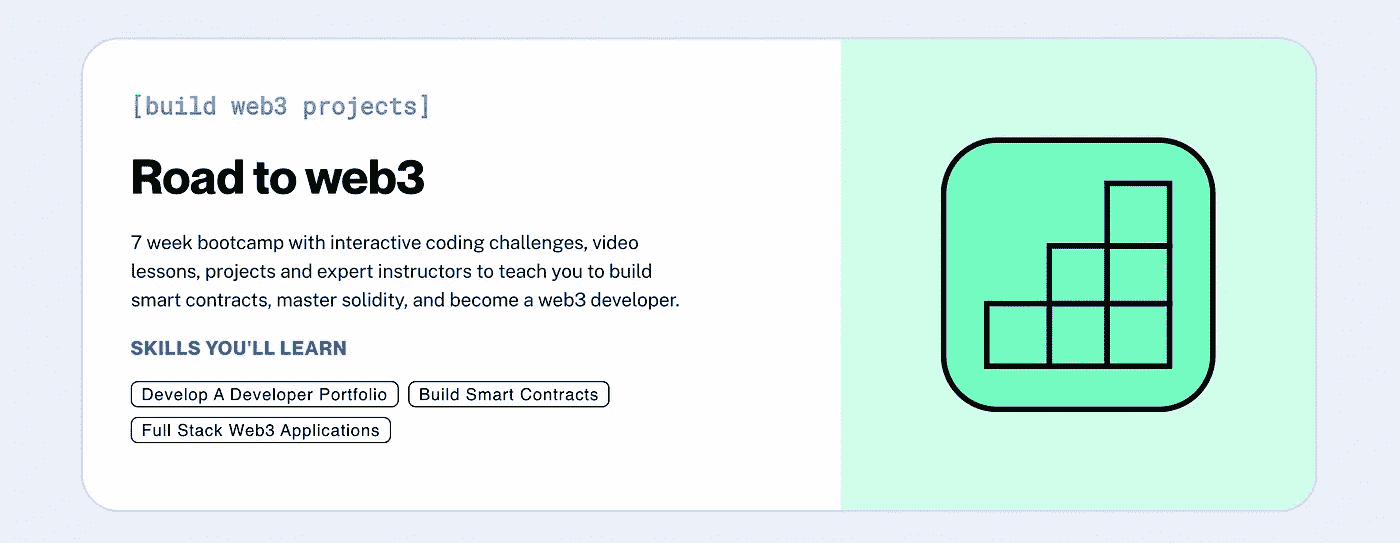 [build web3 projects]
Road to web3
7 week bootcamp with interactive coding challenges, video
lessons, projects and expert instructors to teach you to build
smart contracts, master solidity, and become a web3 developer.
SKILLS YOU'LL LEARN
Develop A Developer Portfolio Build Smart Contracts
Full Stack Web3 Applications